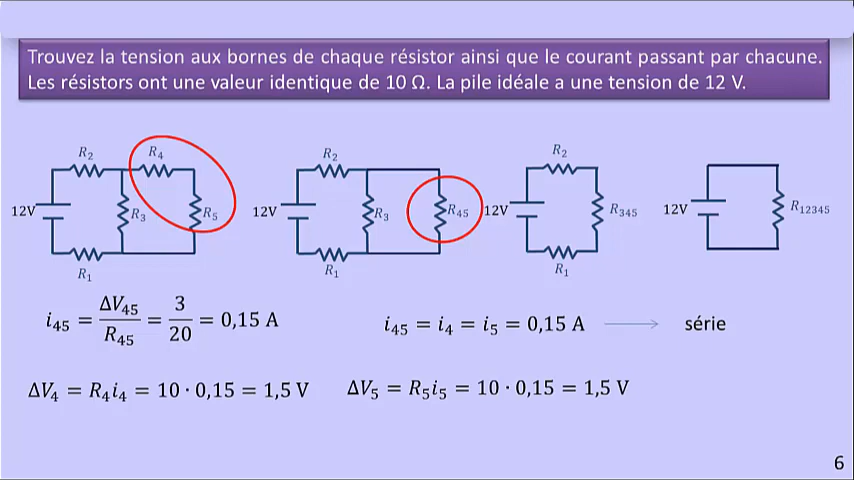 Trouvez la tension aux bornes de chaque résistor ainsi que le courant passant par chacune.
Les résistors ont une valeur identique de 10 Ω. La pile idéale a une tension de 12 V.
R₂ R₄
12V R₃ R₅
R₁
R₂
12V R₃ R₄₅
R₁
R₂
12V R₃₄₅
R₁
12V R₁₂₃₄₅
i₄₅ = ΔV₄₅/R₄₅ = 3/20 = 0,15 A
i₄₅ = i₄ = i₅ = 0,15 A → série
ΔV₄ = R₄i₄ = 10 · 0,15 = 1,5 V
ΔV₅ = R₅i₅ = 10 · 0,15 = 1,5 V
6